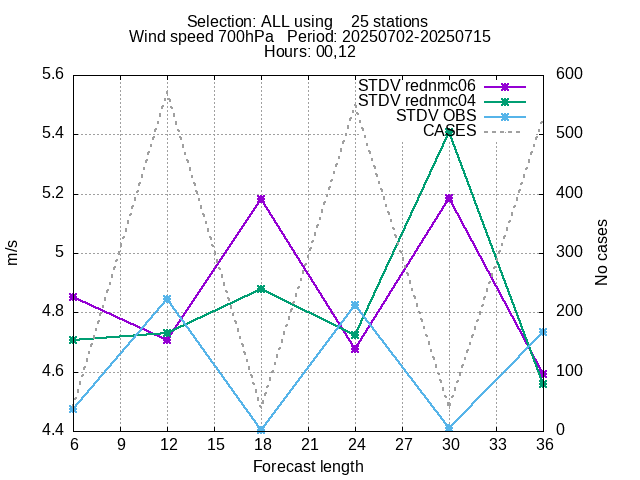 Selection: ALL using    25 stations
Wind speed 700hPa   Period: 20250702-20250715
Hours: 00,12
5.6
5.4
5.2
5
4.8
4.6
4.4
m/s
STDV rednmc06
STDV rednmc04
STDV OBS
CASES
600
500
400
300
200
100
0
No cases
6 9 12 15 18 21 24 27 30 33 36
Forecast length